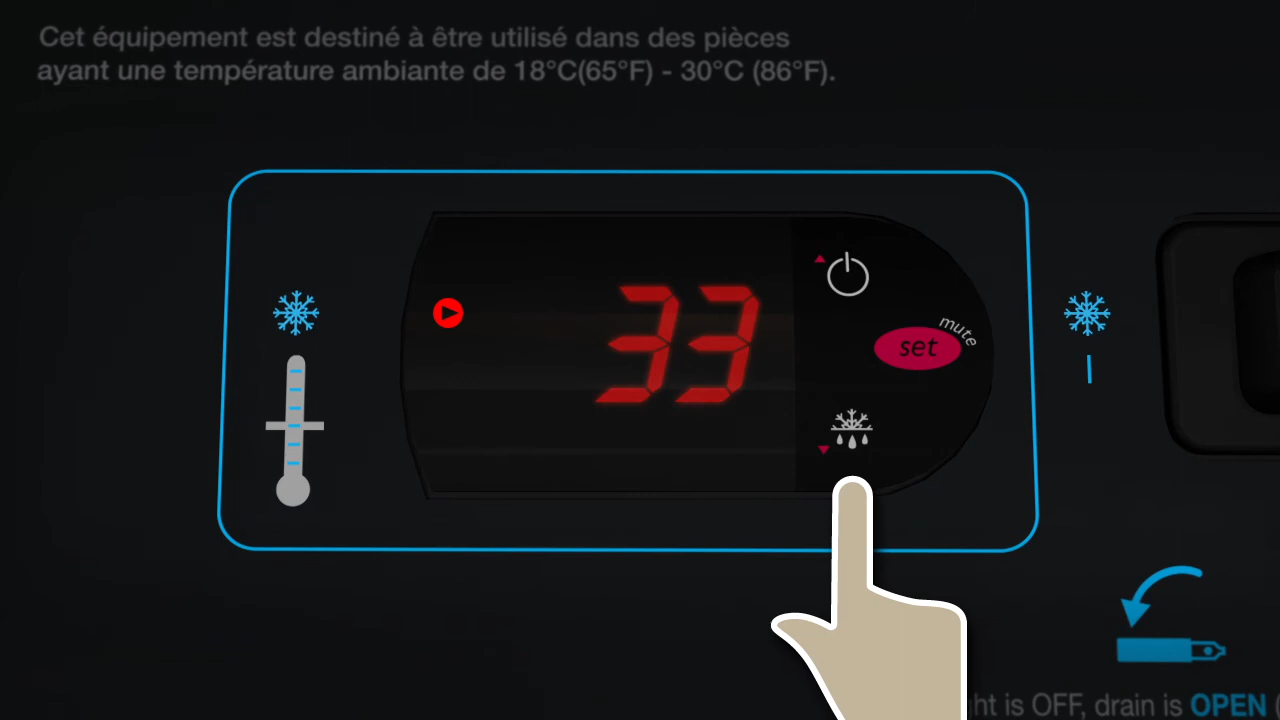 Cet équipement est destiné à être utilisé dans des pièces
ayant une température ambiante de 18°C(65°F) - 30°C (86°F).
33
mute
set
is OFF, drain is OPEN